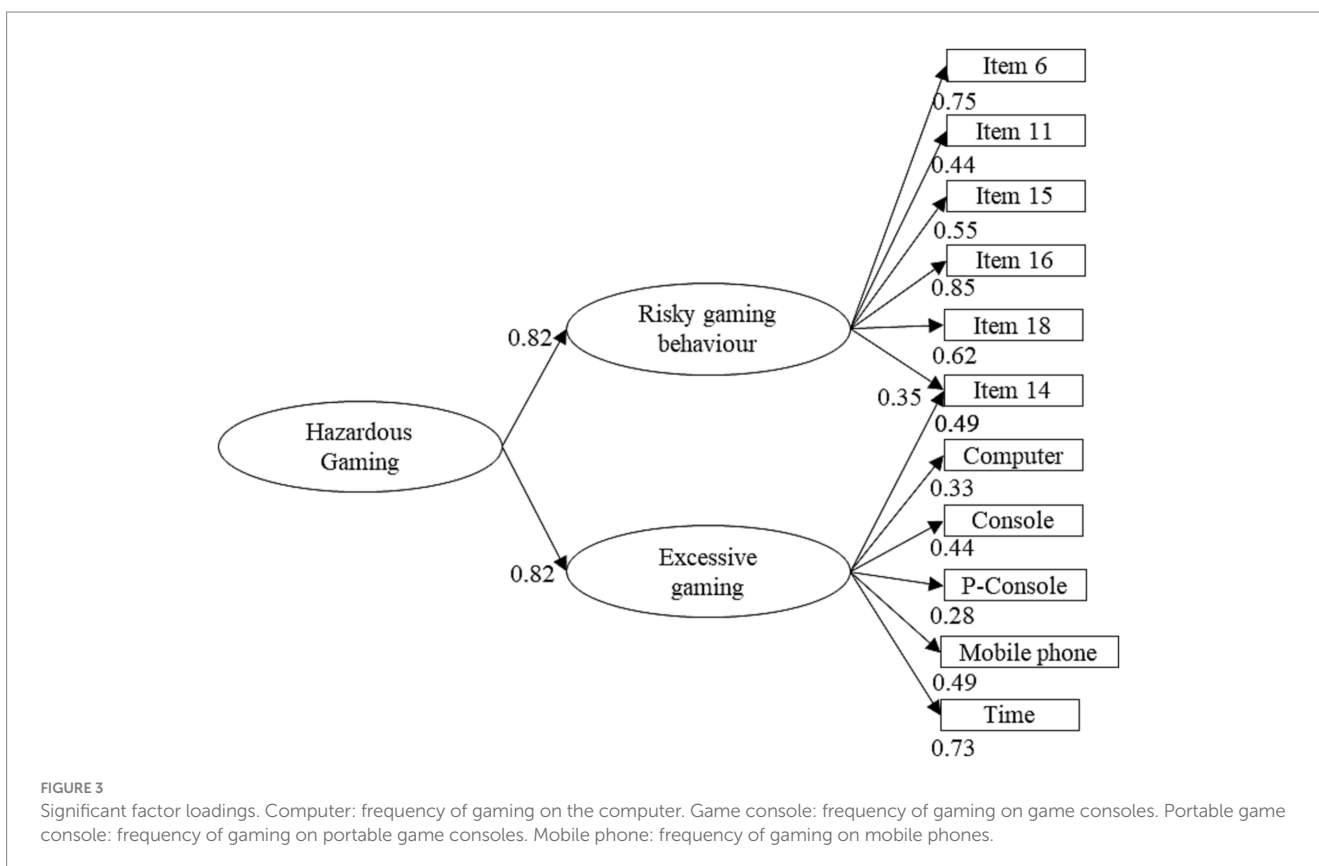 Item 6
0.75
Item 11
0.44
Item 15
0.55
Item 16
0.85
Risky gaming
behaviour
0.82
Item 18
0.62
Item 14
0.35
0.49
Hazardous
Gaming
Computer
0.33
Console
0.44
Excessive
gaming
0.82
P-Console
0.28
Mobile phone
0.49
Time
0.73
FIGURE 3
Significant factor loadings. Computer: frequency of gaming on the computer. Game console: frequency of gaming on game consoles. Portable game
console: frequency of gaming on portable game consoles. Mobile phone: frequency of gaming on mobile phones.